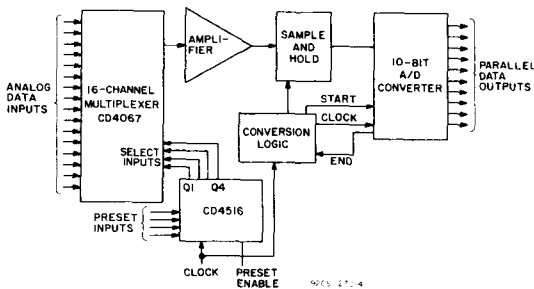 ANALOG
DATA
INPUTS
16-CHANNEL
MULTIPLEXER
CD4067
AMPLI-
FIER
SAMPLE
AND
HOLD
10-BIT
A/D
CONVERTER
PARALLEL
DATA
OUTPUTS
START
CLOCK
CONVERSION
LOGIC
END
SELECT
INPUTS
Q1 Q4
CD4516
PRESET
INPUTS
CLOCK
PRESET
ENABLE